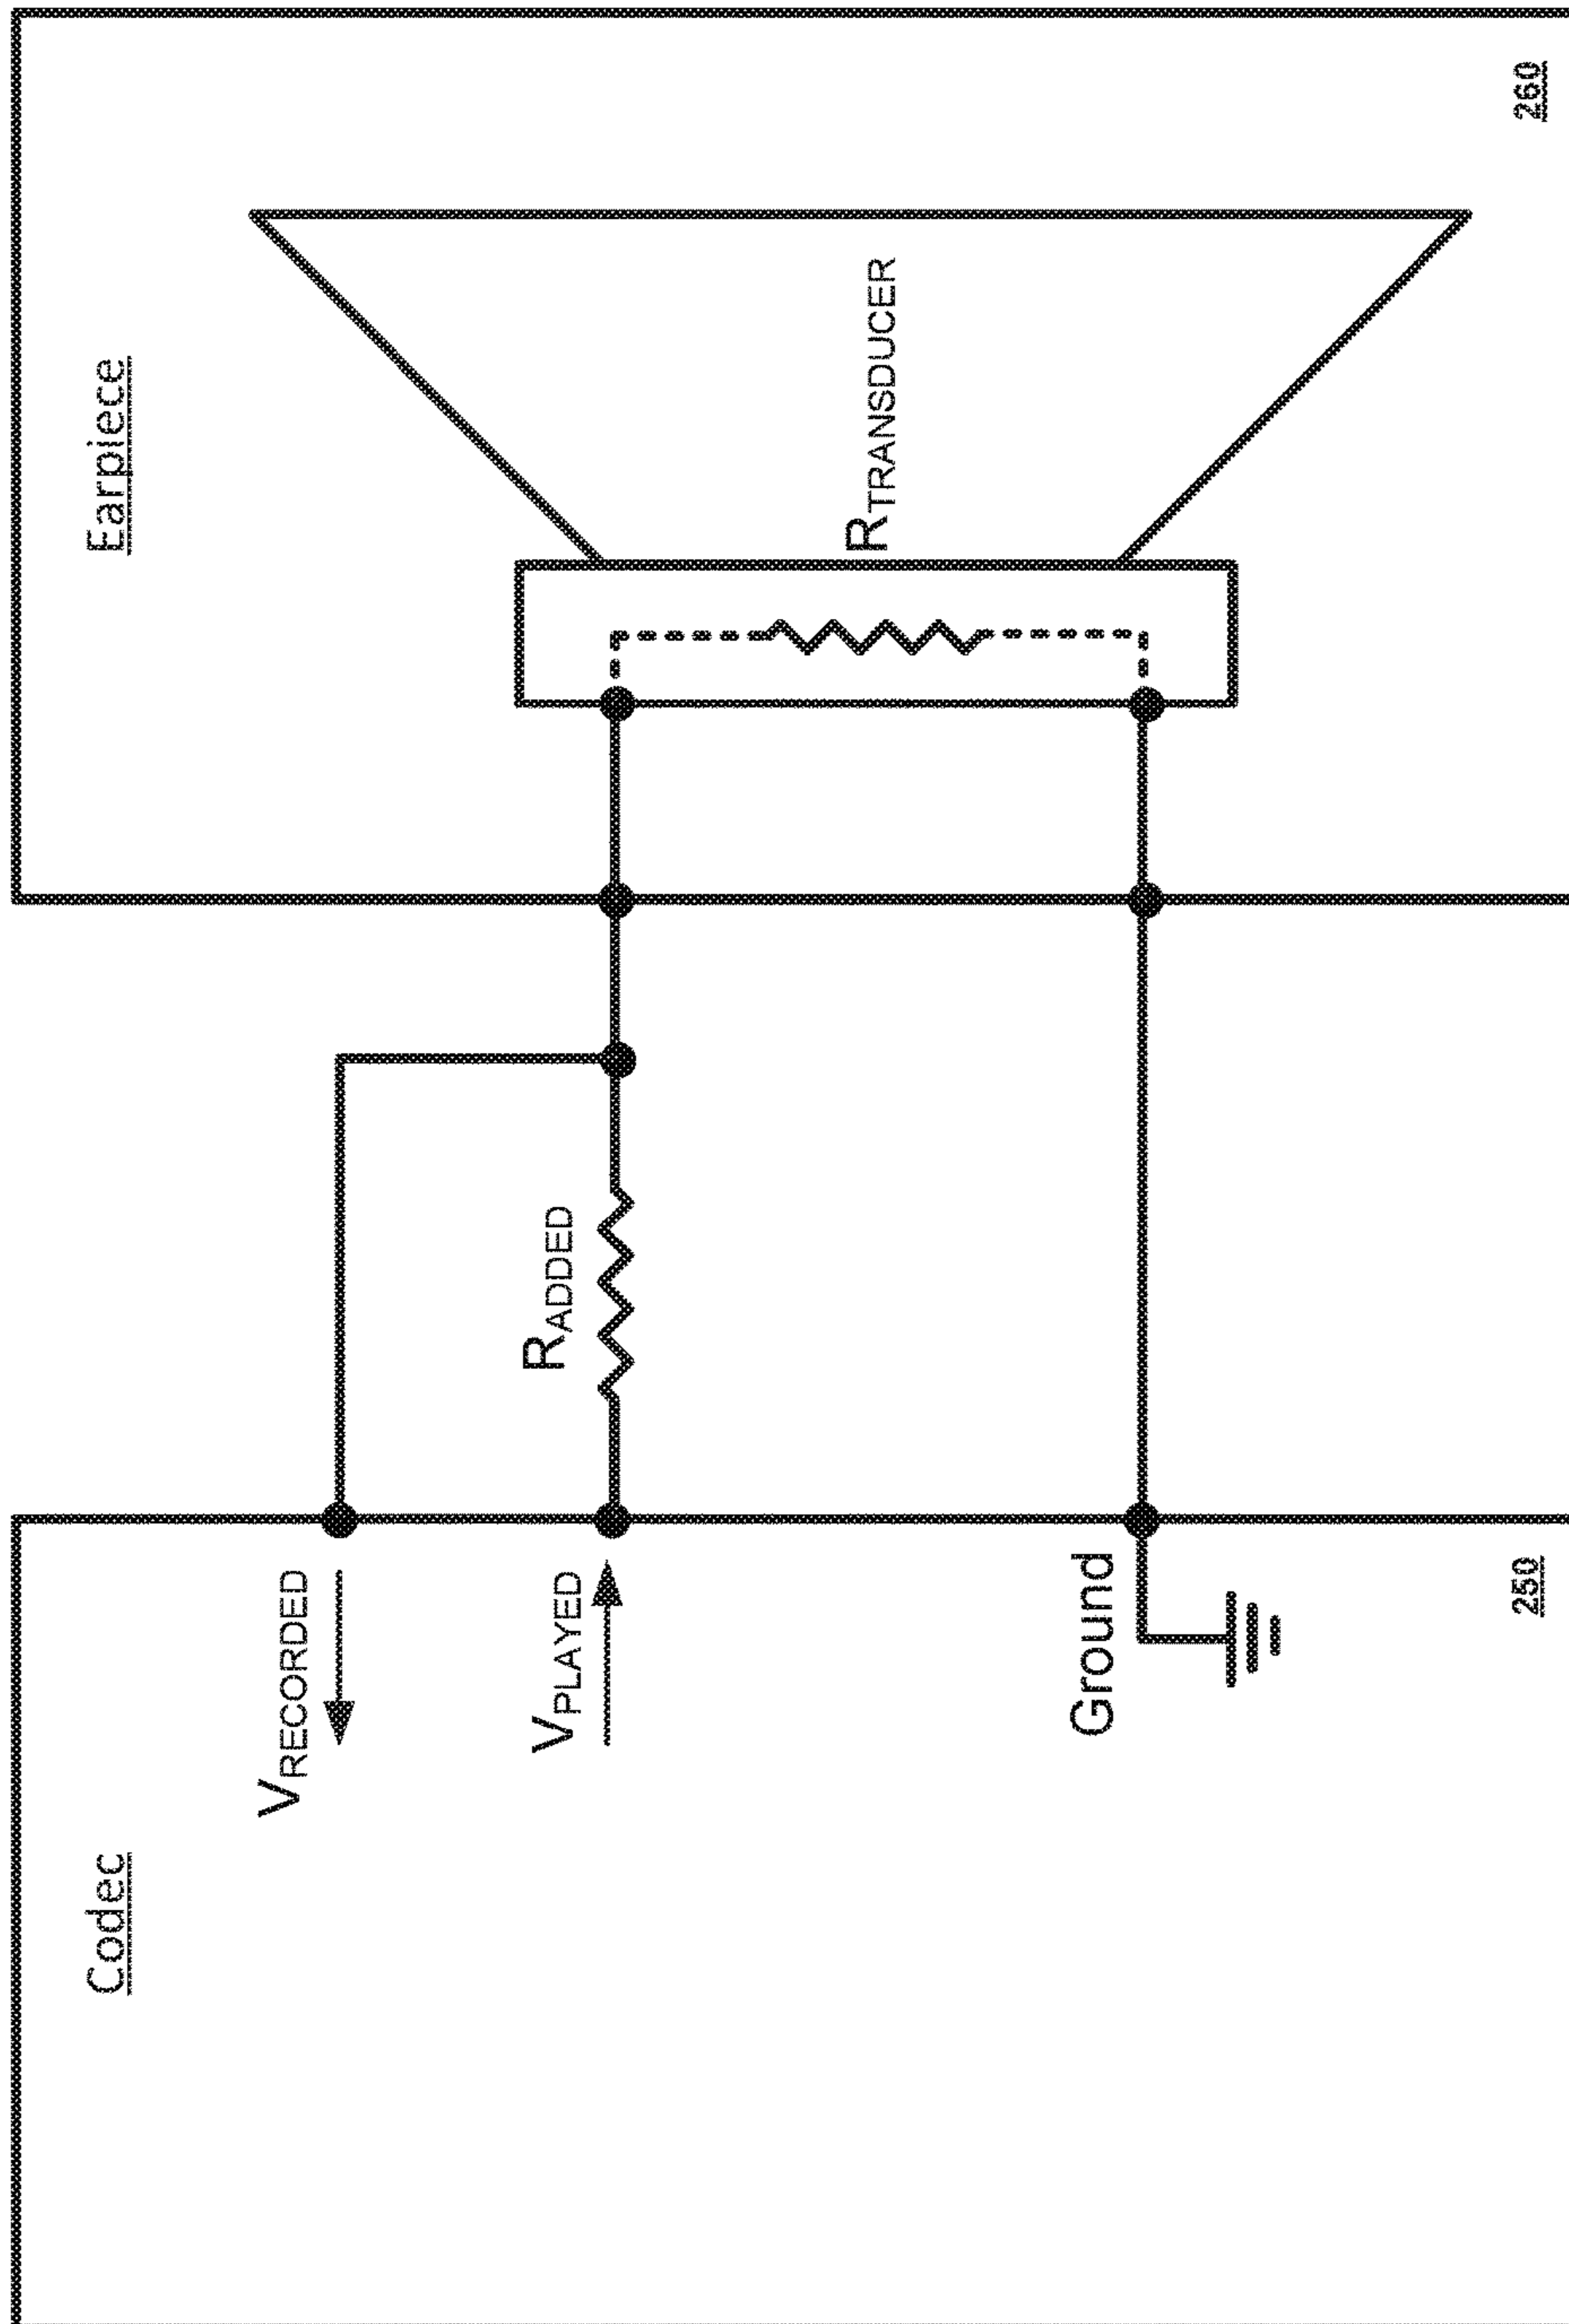 Codec
Earpiece
VRECORDED
RADDED
VPLAYED
RTRANSDUCER
Ground
250
260